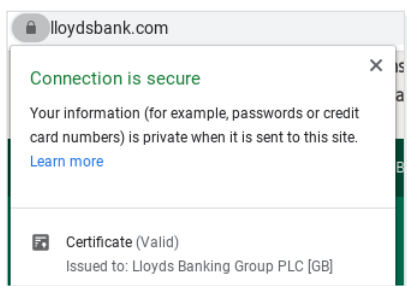 lloydsbank.com
Connection is secure
Your information (for example, passwords or credit
card numbers) is private when it is sent to this site.
Learn more
Certificate (Valid)
Issued to: Lloyds Banking Group PLC [GB]